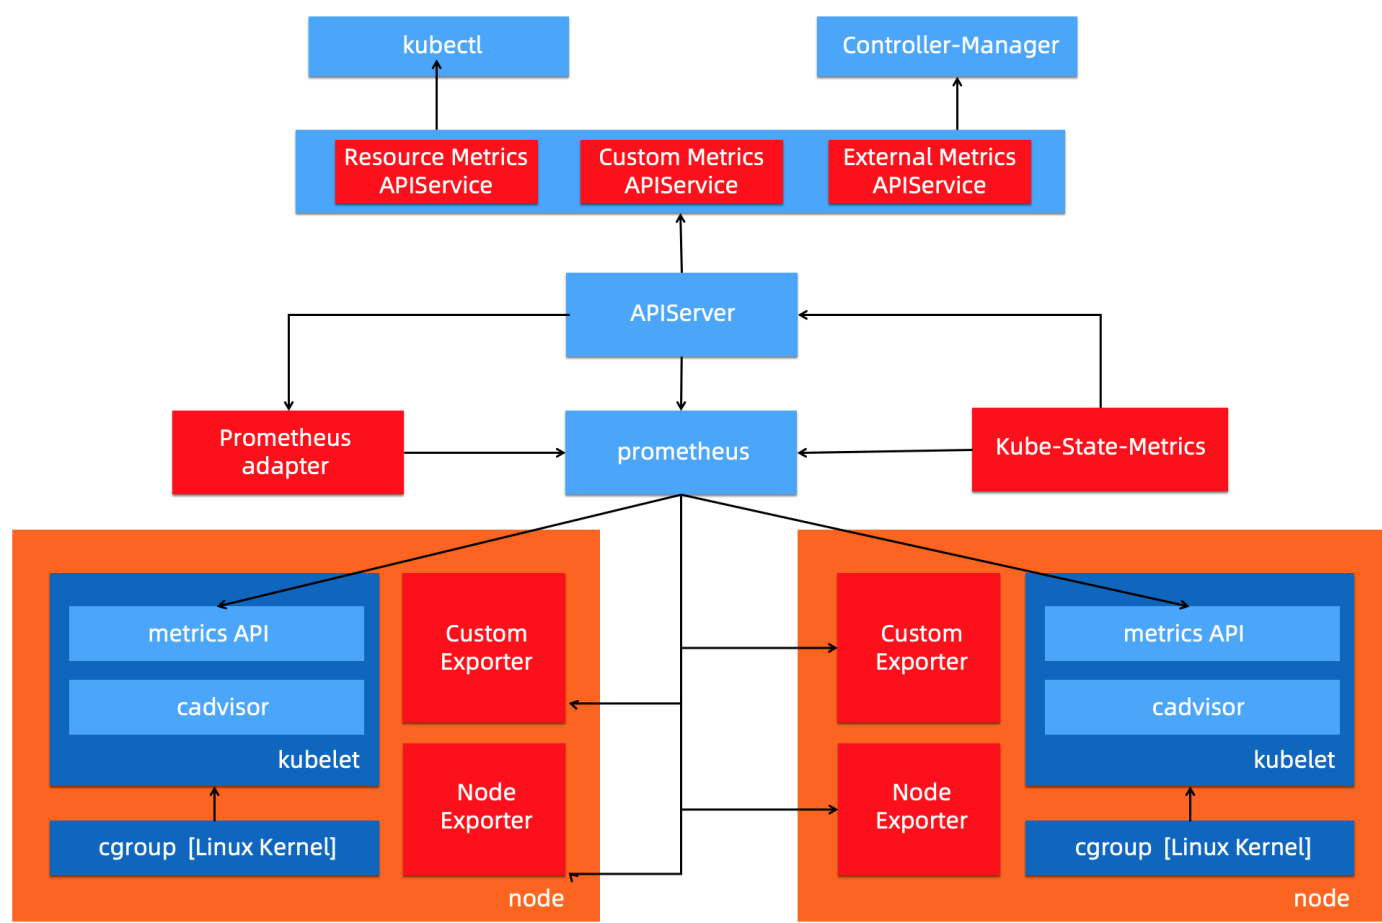 kubectl
Controller-Manager
Resource Metrics
APIService
Custom Metrics
APIService
External Metrics
APIService
APIServer
Prometheus
adapter
prometheus
Kube-State-Metrics
metrics API
cadvisor
kubelet
cgroup [Linux Kernel]
Custom
Exporter
Node
Exporter
node
Custom
Exporter
Node
Exporter
metrics API
cadvisor
kubelet
cgroup [Linux Kernel]
node